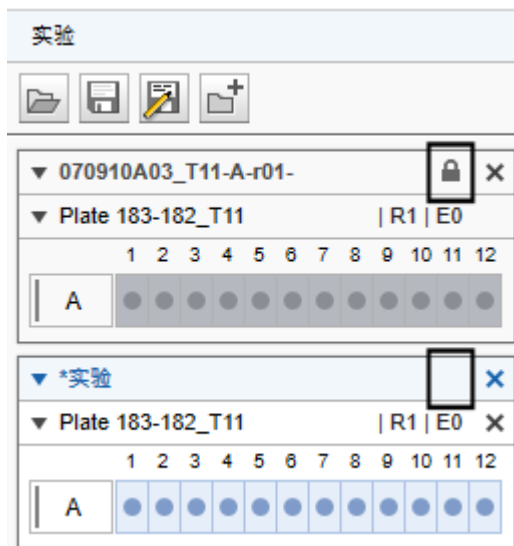 实验
070910A03_T11-A-r01-
Plate 183-182_T11 | R1 | E0
1 2 3 4 5 6 7 8 9 10 11 12
A
*实验
Plate 183-182_T11 | R1 | E0
1 2 3 4 5 6 7 8 9 10 11 12
A